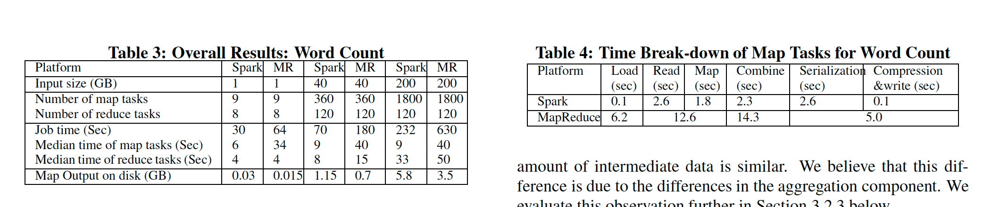 Table 3: Overall Results: Word Count
Platform Spark MR Spark MR Spark MR
Input size (GB) 1 1 40 40 200 200
Number of map tasks 9 9 360 360 1800 1800
Number of reduce tasks 8 8 120 120 120 120
Job time (Sec) 30 64 70 180 232 630
Median time of map tasks (Sec) 6 34 9 40 9 40
Median time of reduce tasks (Sec) 4 4 8 15 33 50
Map Output on disk (GB) 0.03 0.015 1.15 0.7 5.8 3.5
Table 4: Time Break-down of Map Tasks for Word Count
Platform Load Read Map Combine Serialization Compression
(sec) (sec) (sec) (sec) (sec) &write (sec)
Spark 0.1 2.6 1.8 2.3 2.6 0.1
MapReduce 6.2 12.6 14.3 5.0
amount of intermediate data is similar. We believe that this dif-
ference is due to the differences in the aggregation component. We
evaluate this observation further in Section 3.2.3 below.